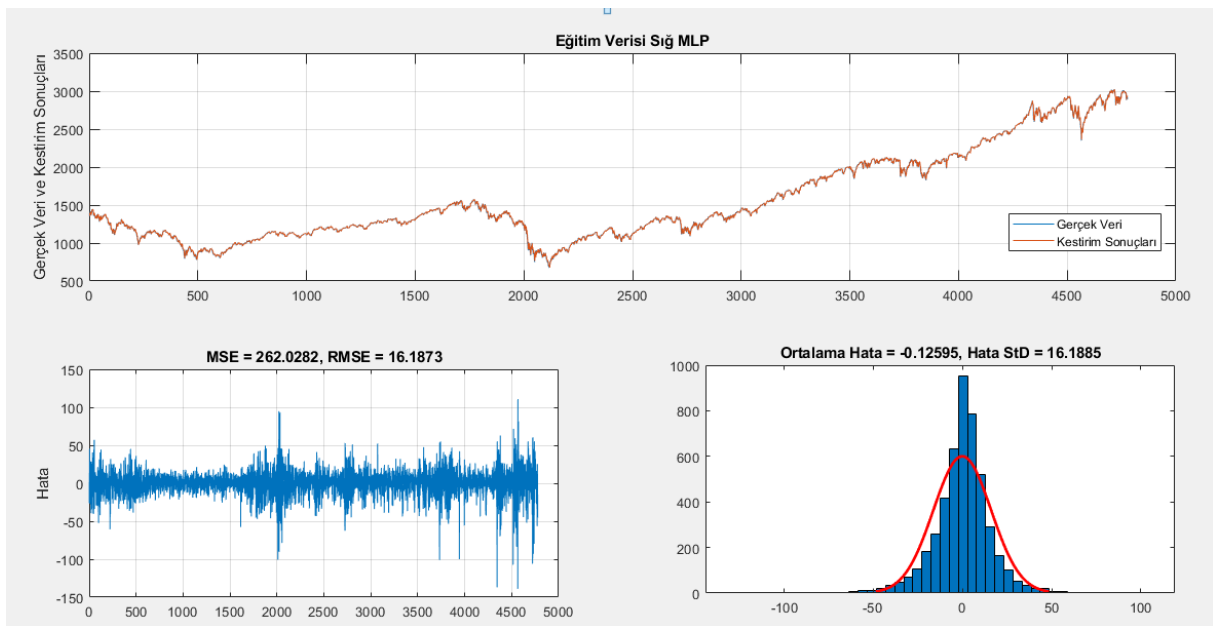 Eğitim Verisi Sığ MLP
Gerçek Veri ve Kestirim Sonuçları
3500
3000
2500
2000
1500
1000
500
0 500 1000 1500 2000 2500 3000 3500 4000 4500 5000
Gerçek Veri
Kestirim Sonuçları
MSE = 262.0282, RMSE = 16.1873
Hata
150
100
50
0
-50
-100
-150
0 500 1000 1500 2000 2500 3000 3500 4000 4500 5000
Ortalama Hata = -0.12595, Hata StD = 16.1885
1000
800
600
400
200
0
-100 -50 0 50 100